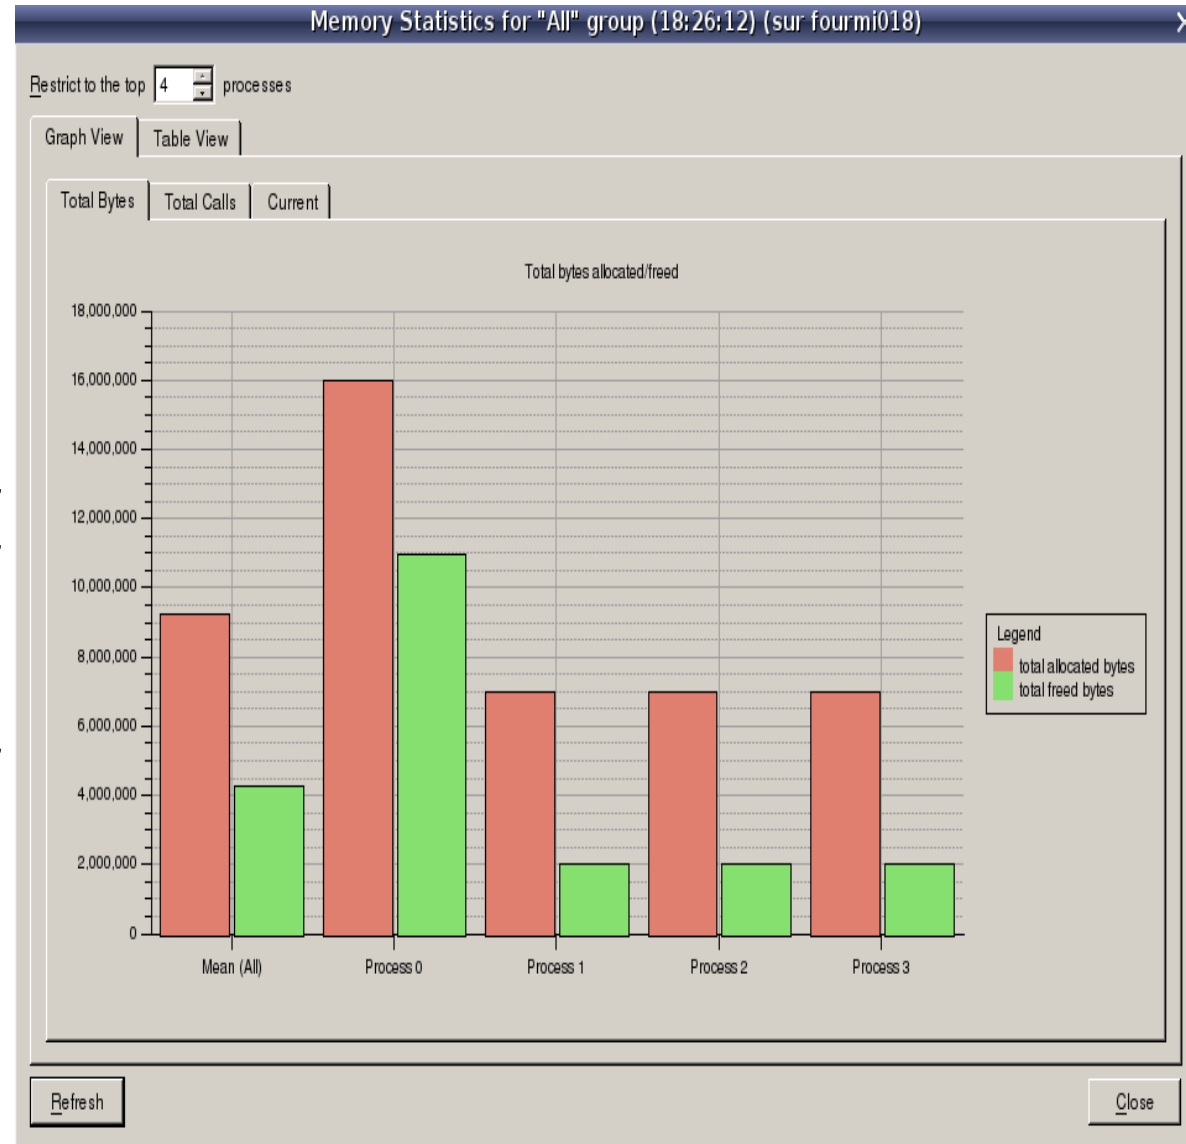 Memory Statistics for "All" group (18:26:12) (sur fourmi018)
Restrict to the top 4 processes
Graph View Table View
Total Bytes Total Calls Current
Total bytes allocated/freed
18,000,000
16,000,000
14,000,000
12,000,000
10,000,000
8,000,000
6,000,000
4,000,000
2,000,000
0
Mean (All) Process 0 Process 1 Process 2 Process 3
Legend
total allocated bytes
total freed bytes
Refresh Close